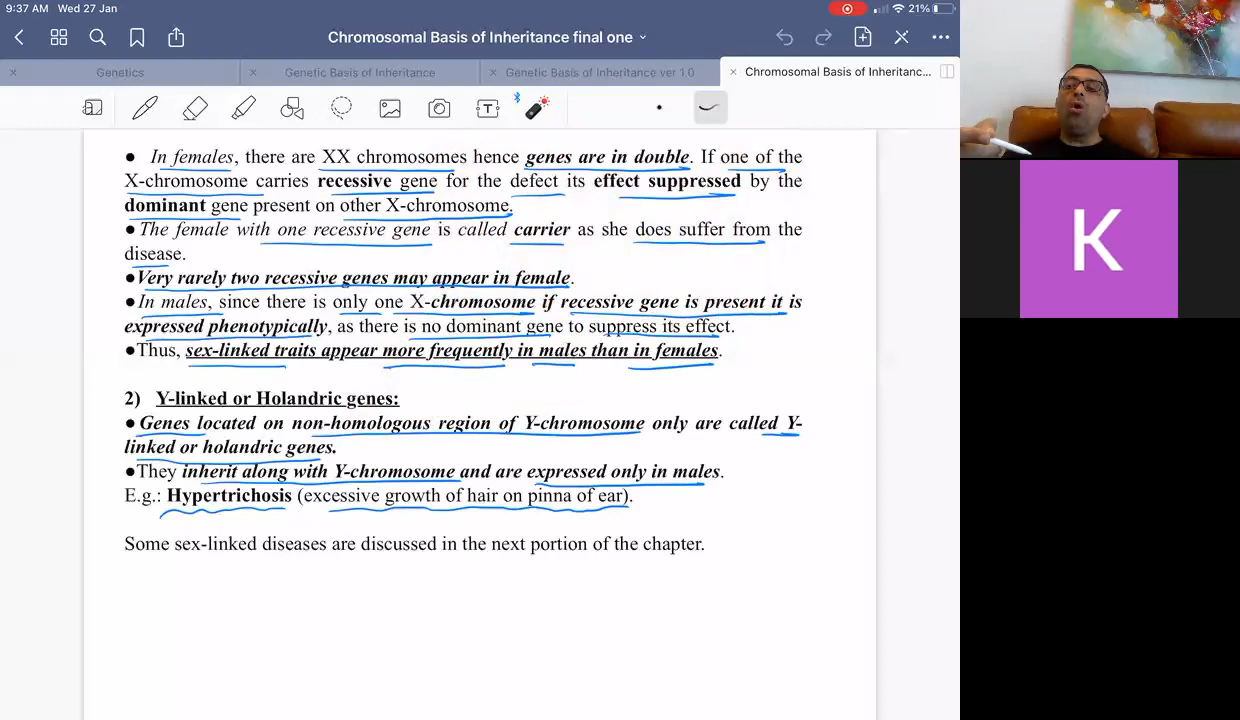 9:37 AM Wed 27 Jan
21%
Chromosomal Basis of Inheritance final one
Genetics
Genetic Basis of Inheritance
Genetic Basis of Inheritance ver 1.0
Chromosomal Basis of Inheritanc...
T
● In females, there are XX chromosomes hence genes are in double. If one of the
X-chromosome carries recessive gene for the defect its effect suppressed by the
dominant gene present on other X-chromosome.
● The female with one recessive gene is called carrier as she does suffer from the
disease.
●Very rarely two recessive genes may appear in female.
●In males, since there is only one X-chromosome if recessive gene is present it is
expressed phenotypically, as there is no dominant gene to suppress its effect.
●Thus, sex-linked traits appear more frequently in males than in females.
2) Y-linked or Holandric genes:
● Genes located on non-homologous region of Y-chromosome only are called Y-
linked or holandric genes.
●They inherit along with Y-chromosome and are expressed only in males.
E.g.: Hypertrichosis (excessive growth of hair on pinna of ear).
Some sex-linked diseases are discussed in the next portion of the chapter.
K